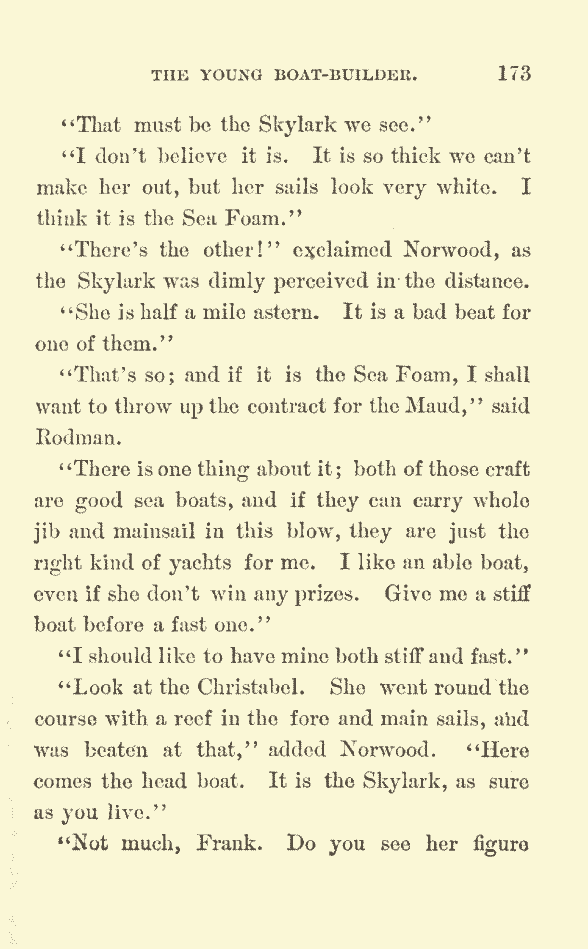 THE YOUNG BOAT-BUILDER. 173
"That must be the Skylark we see."
"I don't believe it is. It is so thick we can't
make her out, but her sails look very white. I
think it is the Sea Foam."
"There's the other!" exclaimed Norwood, as
the Skylark was dimly perceived in the distance.
"She is half a mile astern. It is a bad beat for
one of them."
"That's so; and if it is the Sea Foam, I shall
want to throw up the contract for the Maud," said
Rodman.
"There is one thing about it; both of those craft
are good sea boats, and if they can carry whole
jib and mainsail in this blow, they are just the
right kind of yachts for me. I like an able boat,
even if she don't win any prizes. Give me a stiff
boat before a fast one."
"I should like to have mine both stiff and fast."
"Look at the Christabel. She went round the
course with a reef in the fore and main sails, and
was beaten at that," added Norwood. "Here
comes the head boat. It is the Skylark, as sure
as you live."
"Not much, Frank. Do you see her figure